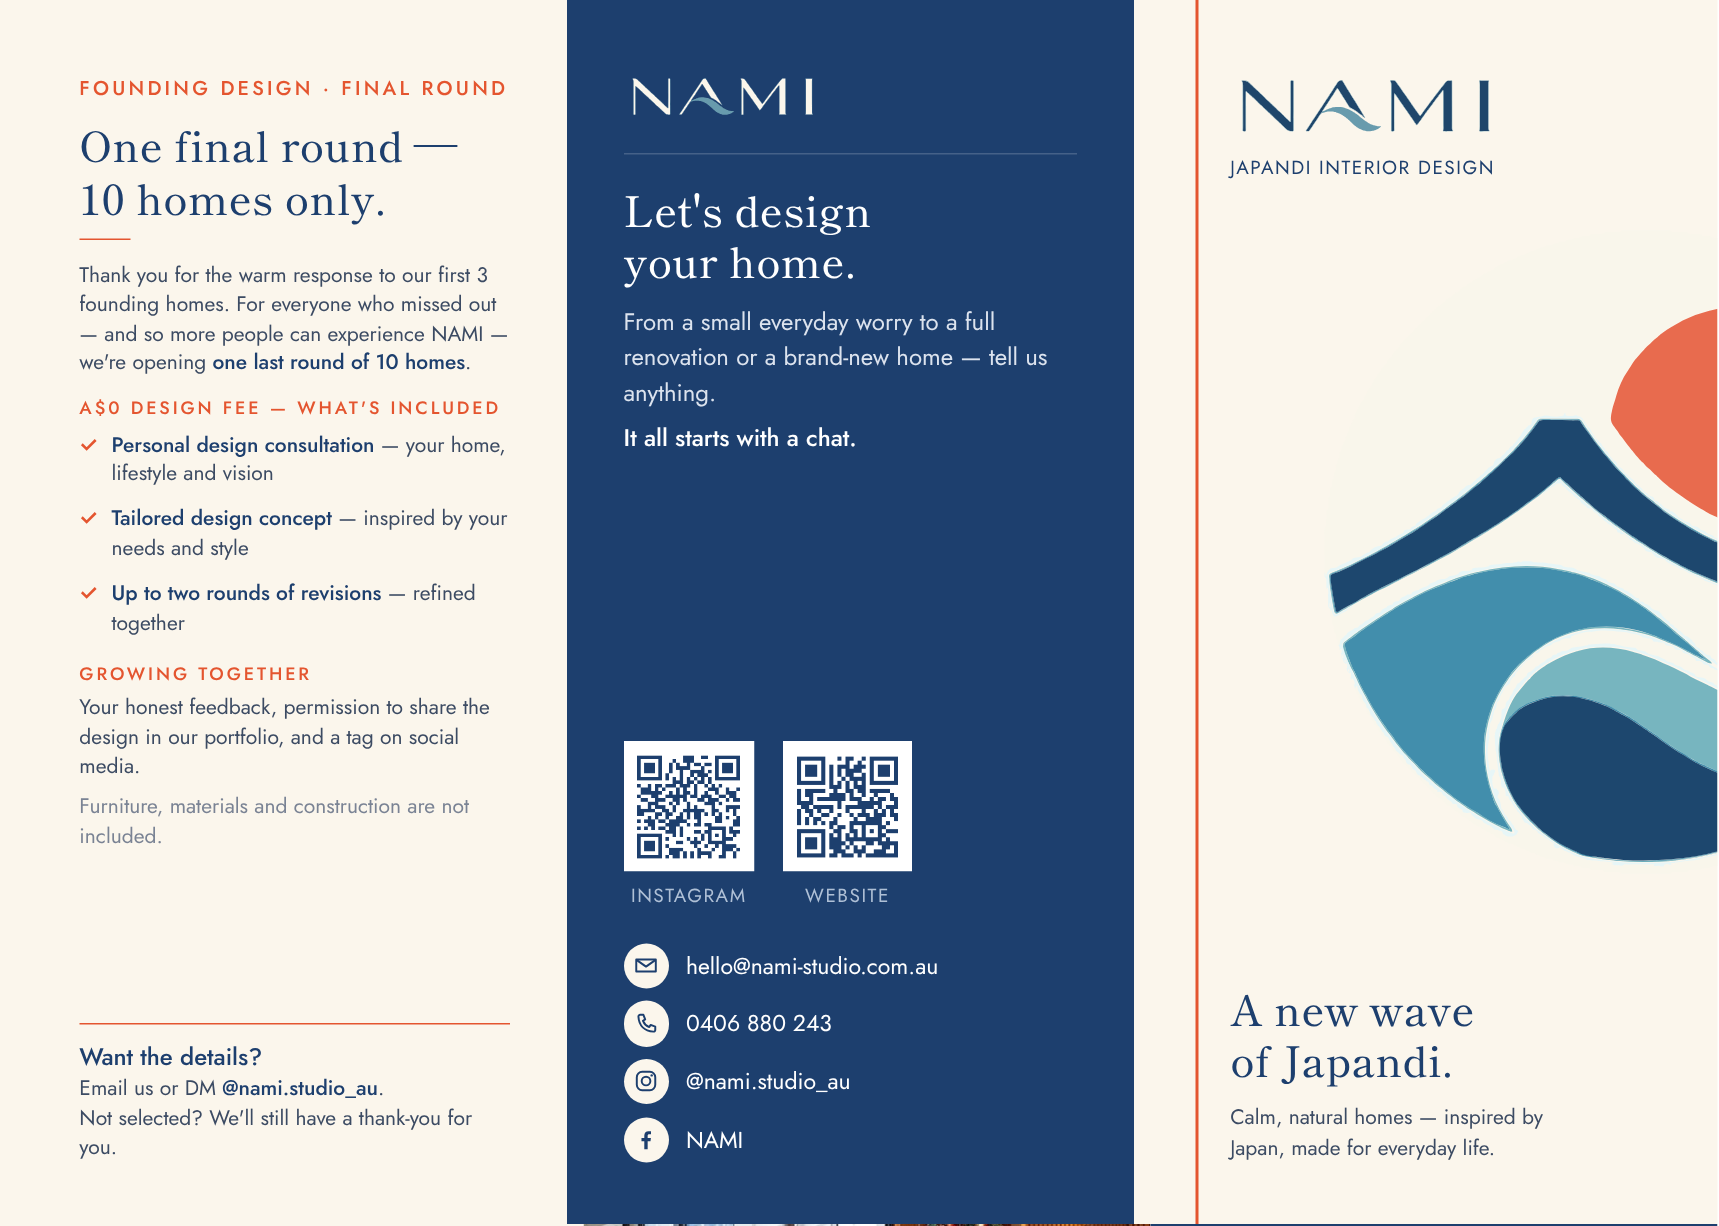 FOUNDING DESIGN · FINAL ROUND
One final round —
10 homes only.
Thank you for the warm response to our first 3
founding homes. For everyone who missed out
— and so more people can experience NAMI —
we're opening one last round of 10 homes.
A$0 DESIGN FEE — WHAT'S INCLUDED
Personal design consultation — your home,
lifestyle and vision
Tailored design concept — inspired by your
needs and style
Up to two rounds of revisions — refined
together
GROWING TOGETHER
Your honest feedback, permission to share the
design in our portfolio, and a tag on social
media.
Furniture, materials and construction are not
included.
Want the details?
Email us or DM @nami.studio_au.
Not selected? We'll still have a thank-you for
you.
NAMI
Let's design
your home.
From a small everyday worry to a full
renovation or a brand-new home — tell us
anything.
It all starts with a chat.
INSTAGRAM
WEBSITE
hello@nami-studio.com.au
0406 880 243
@nami.studio_au
NAMI
NAMI
JAPANDI INTERIOR DESIGN
A new wave
of Japandi.
Calm, natural homes — inspired by
Japan, made for everyday life.